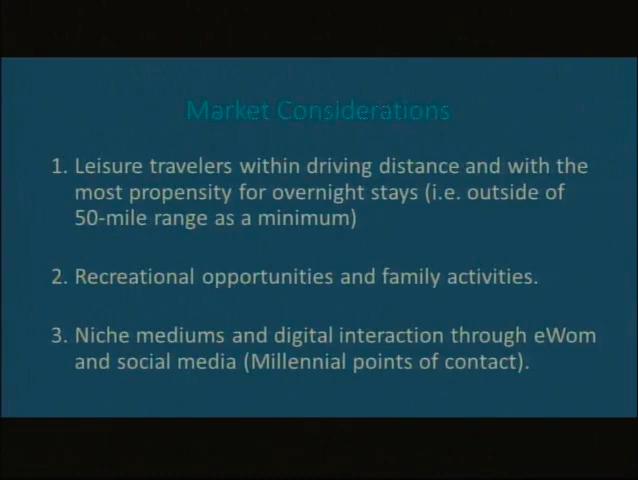 Market Considerations
1. Leisure travelers within driving distance and with the
most propensity for overnight stays (i.e. outside of
50-mile range as a minimum)
2. Recreational opportunities and family activities.
3. Niche mediums and digital interaction through eWom
and social media (Millennial points of contact).